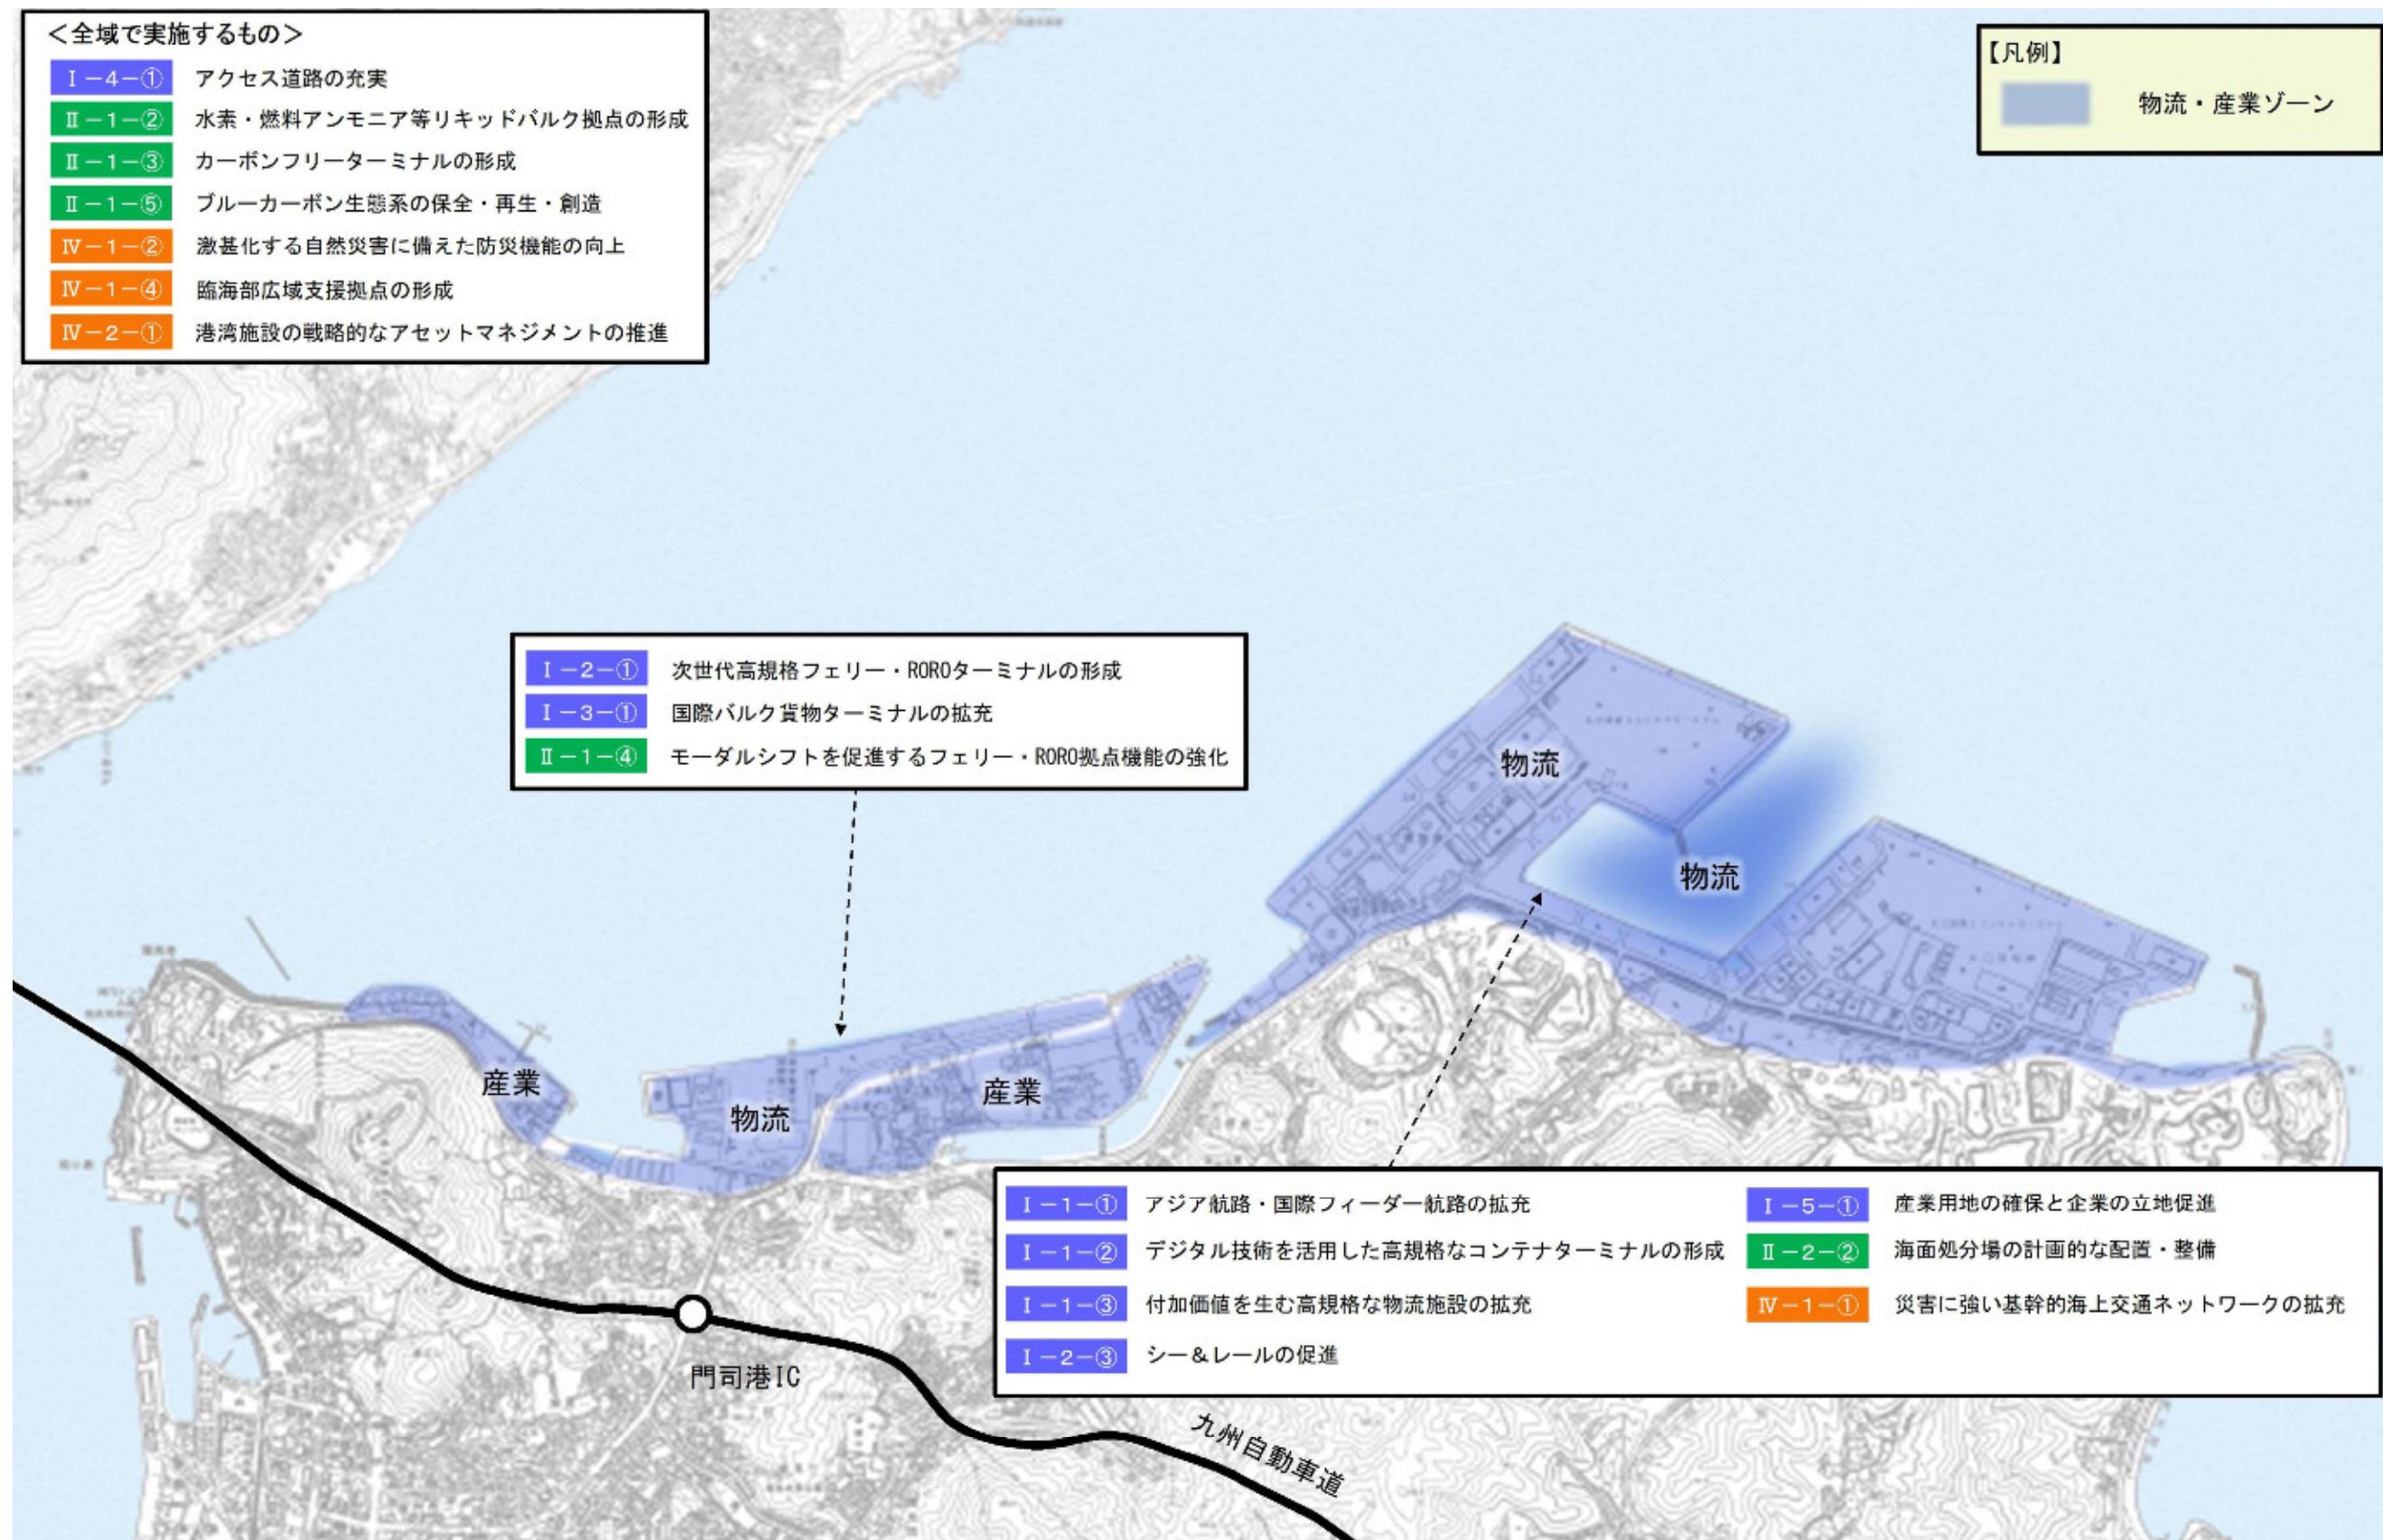 ＜全域で実施するもの＞
Ⅰ－4－① アクセス道路の充実
Ⅱ－1－② 水素・燃料アンモニア等リキッドバルク拠点の形成
Ⅱ－1－③ カーボンフリーターミナルの形成
Ⅱ－1－⑤ ブルーカーボン生態系の保全・再生・創造
Ⅳ－1－② 激甚化する自然災害に備えた防災機能の向上
Ⅳ－1－④ 臨海部広域支援拠点の形成
Ⅳ－2－① 港湾施設の戦略的なアセットマネジメントの推進
【凡例】
物流・産業ゾーン
Ⅰ－2－① 次世代高規格フェリー・ROROターミナルの形成
Ⅰ－3－① 国際バルク貨物ターミナルの拡充
Ⅱ－1－④ モーダルシフトを促進するフェリー・RORO拠点機能の強化
物流
物流
産業
物流
産業
Ⅰ－1－① アジア航路・国際フィーダー航路の拡充
Ⅰ－1－② デジタル技術を活用した高規格なコンテナターミナルの形成
Ⅰ－1－③ 付加価値を生む高規格な物流施設の拡充
Ⅰ－2－③ シー＆レールの促進
Ⅰ－5－① 産業用地の確保と企業の立地促進
Ⅱ－2－② 海面処分場の計画的な配置・整備
Ⅳ－1－① 災害に強い基幹的海上交通ネットワークの拡充
門司港IC
九州自動車道